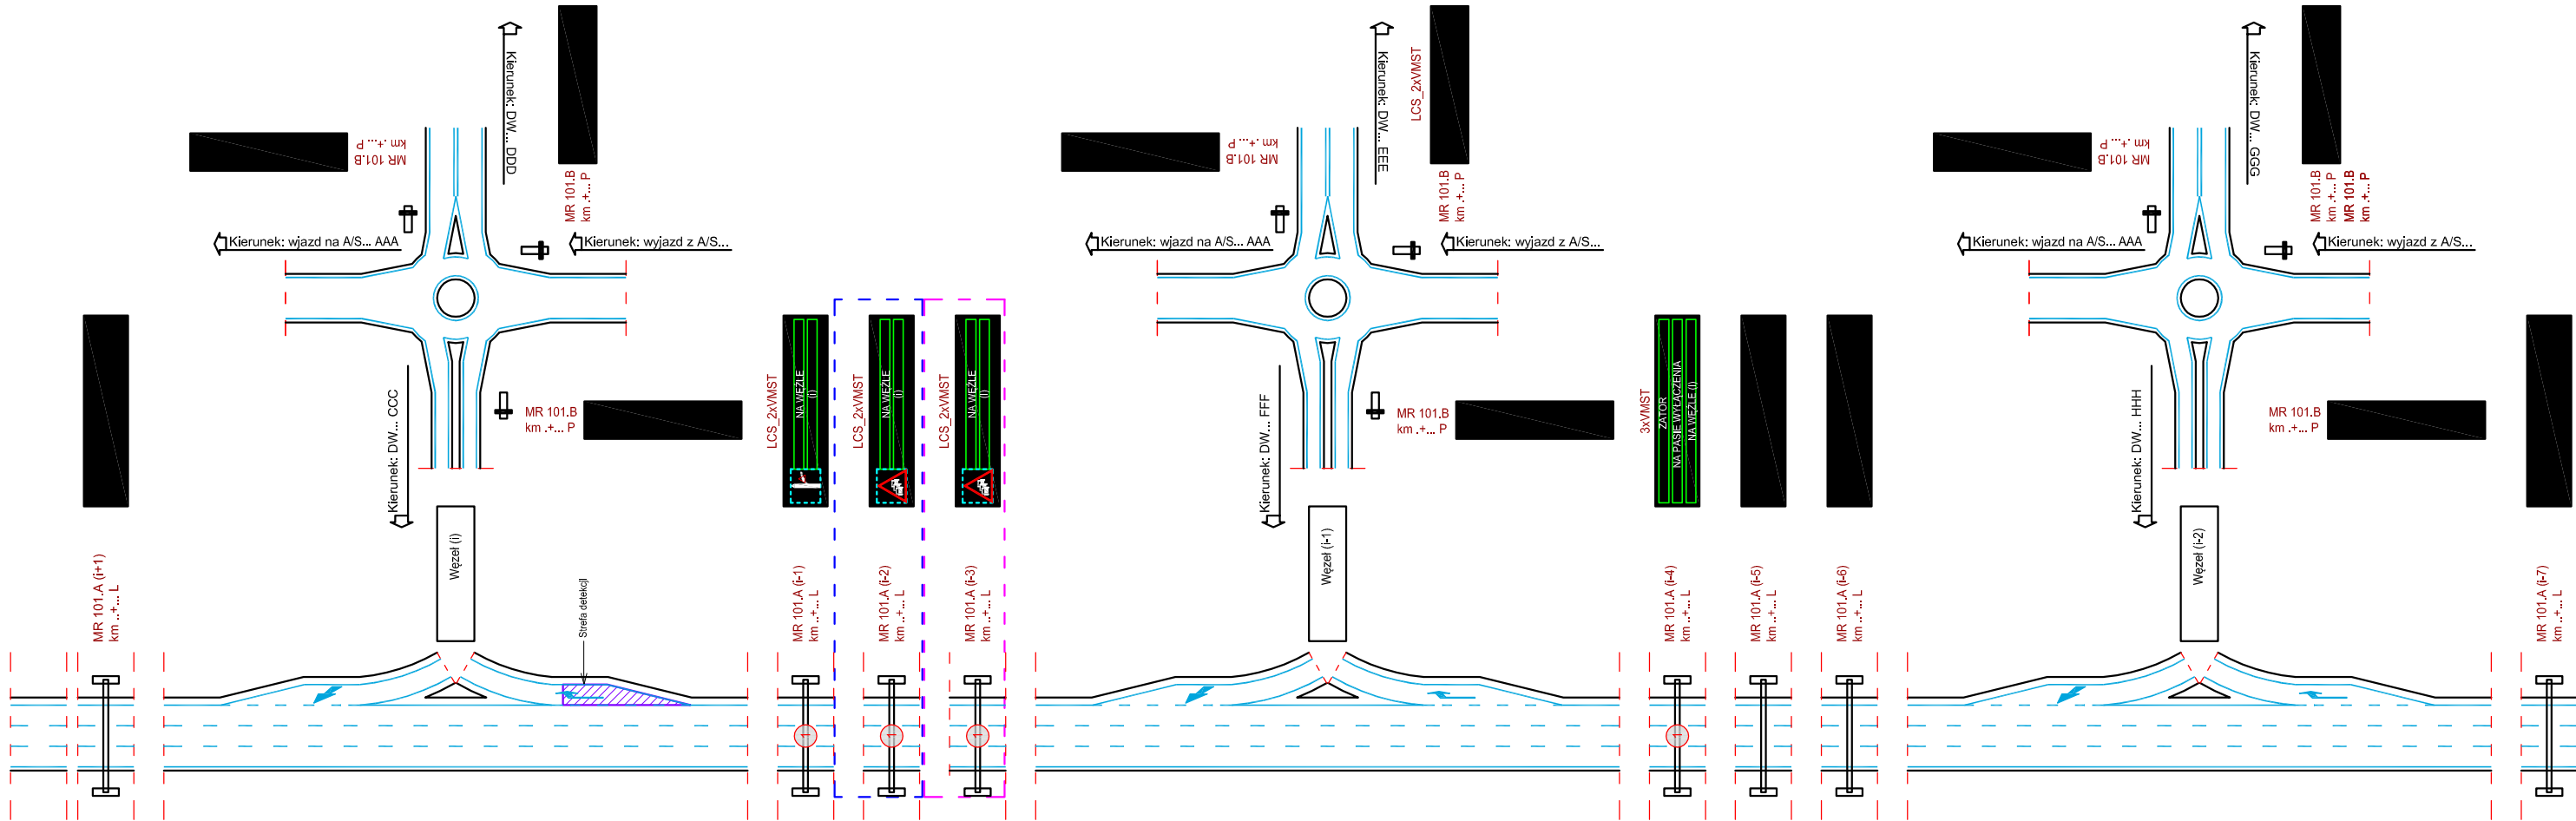 Kierunek: DW... DDD
MR 101.B
km .+... P
MR 101.B
km .+... P
Kierunek: wjazd na A/S... AAA
Kierunek: wyjazd z A/S...
Kierunek: DW... CCC
MR 101.B
km .+... P
Węzeł (i)
Strefa detekcji
MR 101.A (i+1)
km ..+... L
LCS_2xVMST
NA WĘŹLE
(i)
MR 101.A (i-1)
km ..+... L
1
LCS_2xVMST
NA WĘŹLE
(i)
MR 101.A (i-2)
km ..+... L
1
LCS_2xVMST
NA WĘŹLE
(i)
MR 101.A (i-3)
km ..+... L
1
Kierunek: DW... EEE
LCS_2xVMST
MR 101.B
km .+... P
MR 101.B
km .+... P
Kierunek: wjazd na A/S... AAA
Kierunek: wyjazd z A/S...
Kierunek: DW... FFF
MR 101.B
km .+... P
Węzeł (i-1)
3xVMST
ZATOR
NA PASIE WYŁĄCZENIA
NA WĘŹLE (i)
MR 101.A (i-4)
km ..+... L
1
MR 101.A (i-5)
km ..+... L
MR 101.A (i-6)
km ..+... L
Kierunek: DW... GGG
MR 101.B
km .+... P
MR 101.B
km .+... P
MR 101.B
km .+... P
Kierunek: wjazd na A/S... AAA
Kierunek: wyjazd z A/S...
Kierunek: DW... HHH
MR 101.B
km .+... P
Węzeł (i-2)
MR 101.A (i-7)
km ..+... L